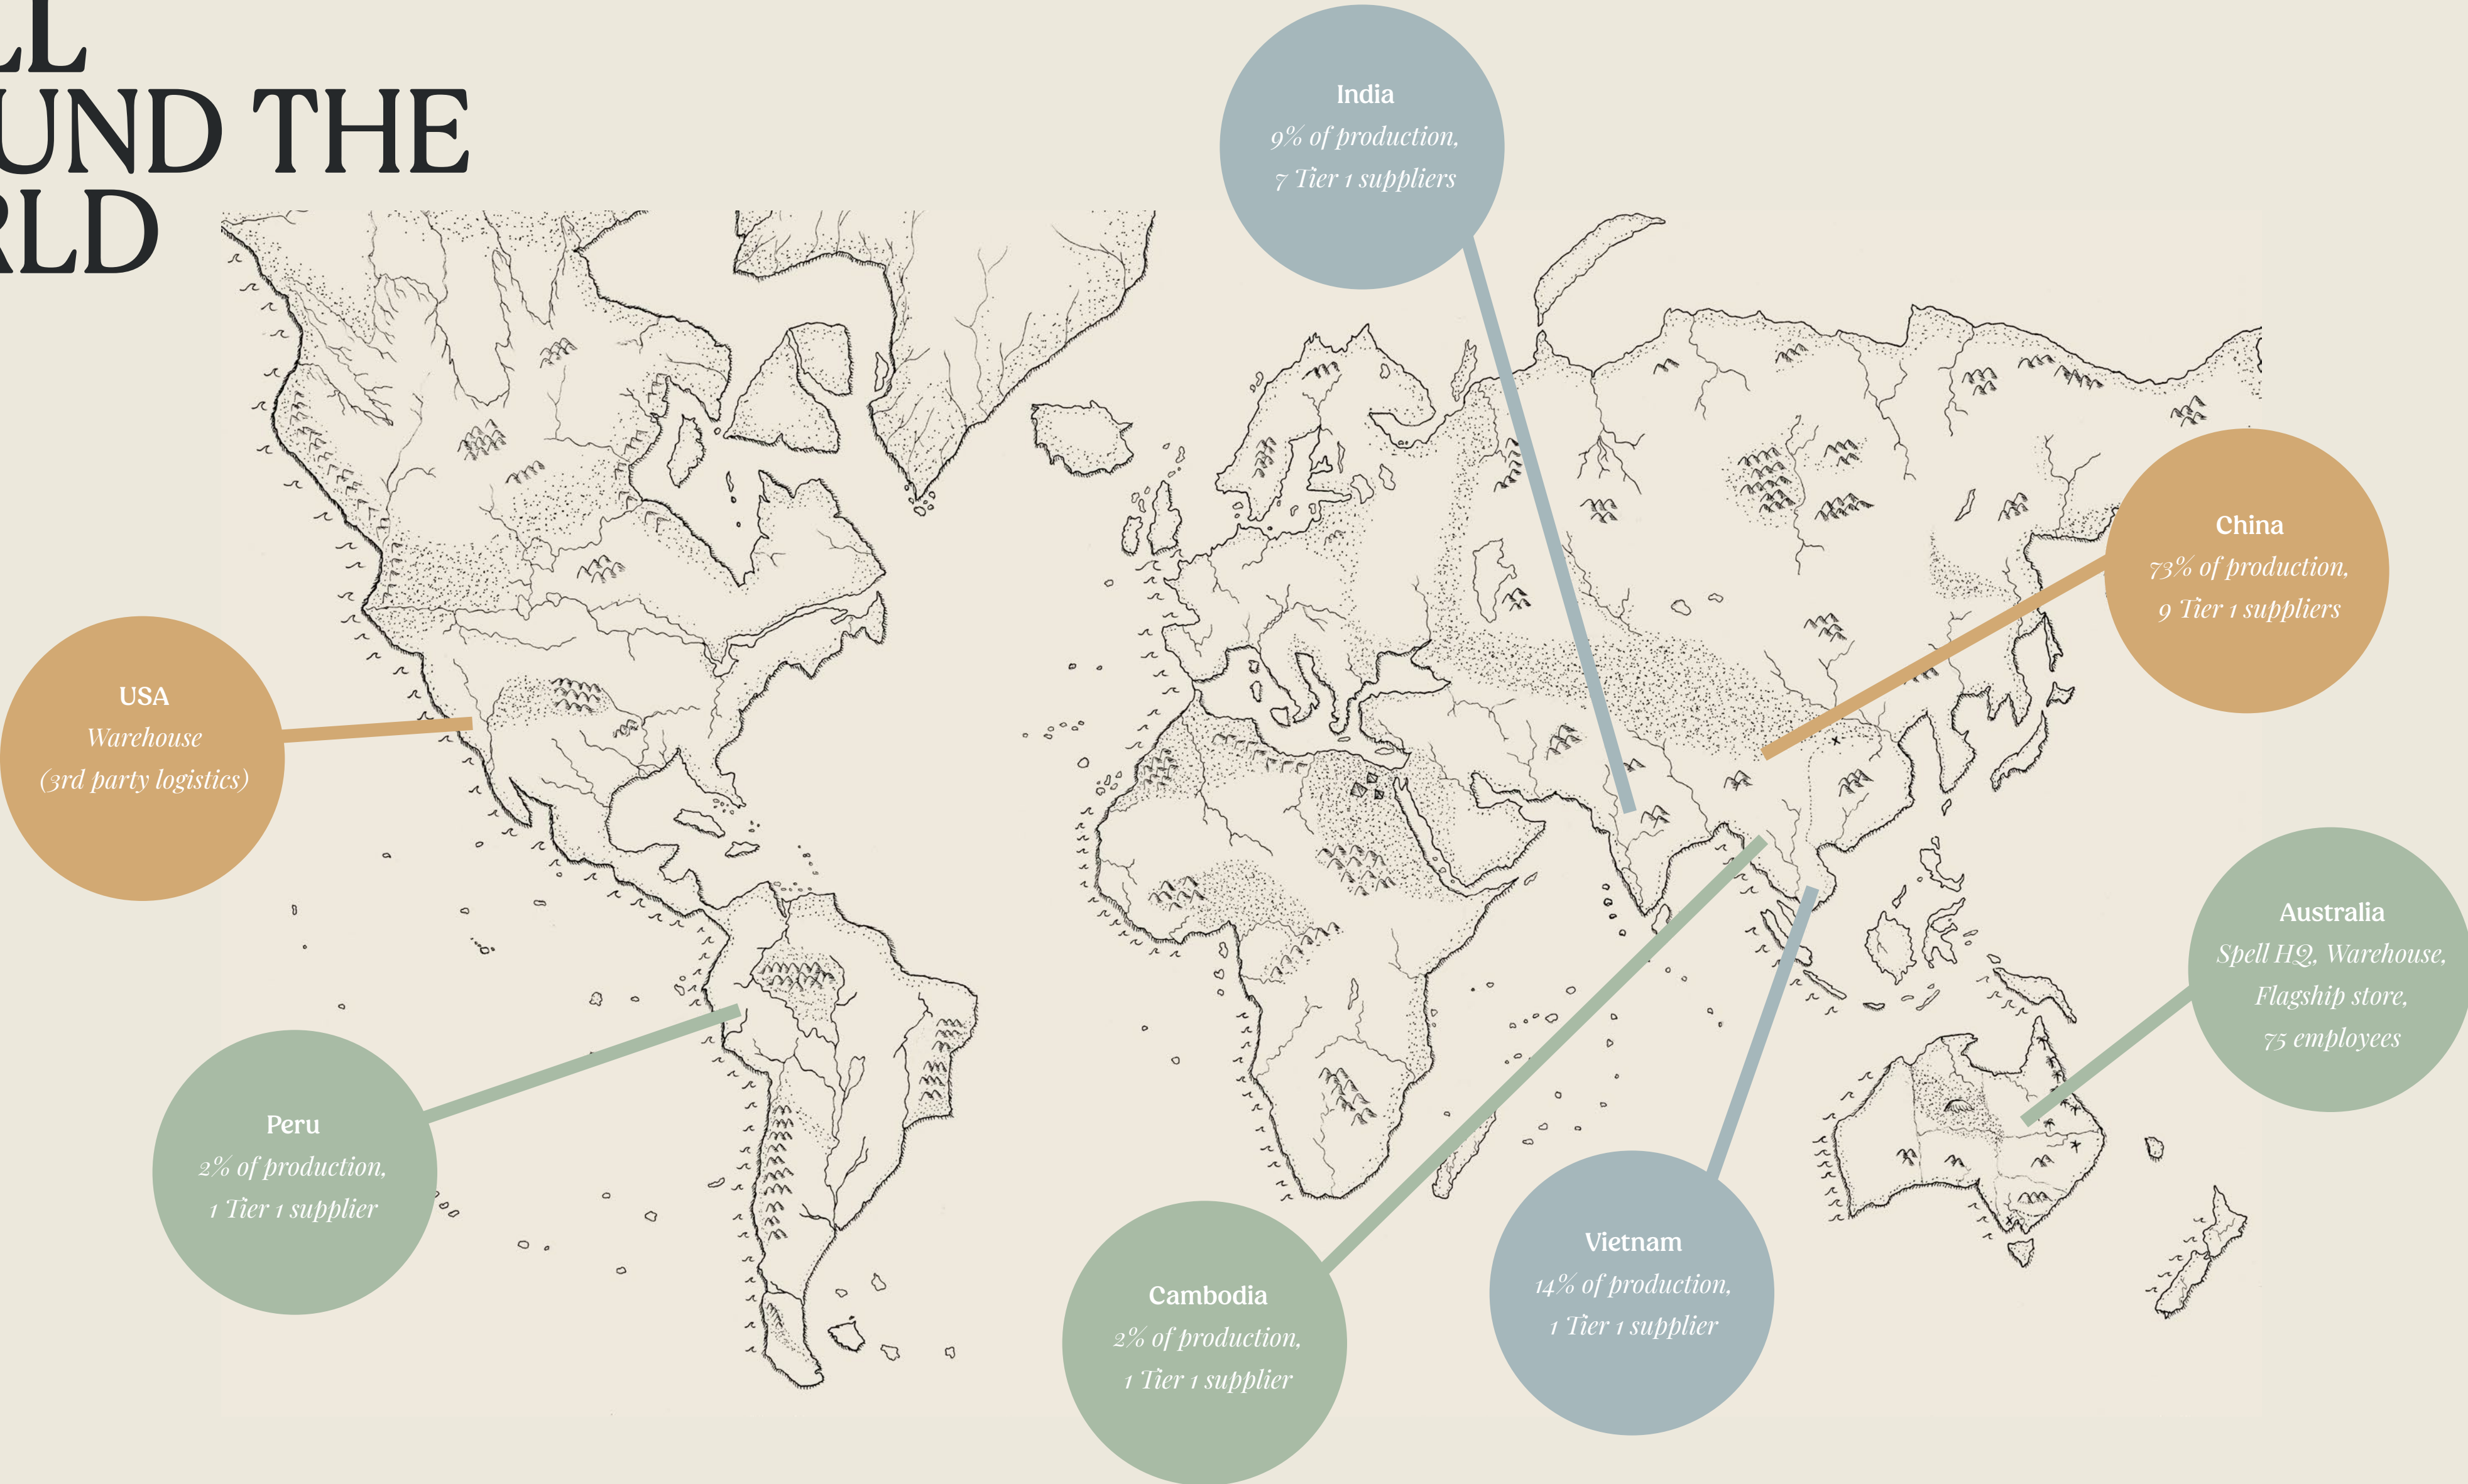 LL
UND THE
RLD
India
9% of production,
7 Tier 1 suppliers
China
73% of production,
9 Tier 1 suppliers
USA
Warehouse
(3rd party logistics)
Australia
Spell HQ, Warehouse,
Flagship store,
75 employees
Peru
2% of production,
1 Tier 1 supplier
Cambodia
2% of production,
1 Tier 1 supplier
Vietnam
14% of production,
1 Tier 1 supplier